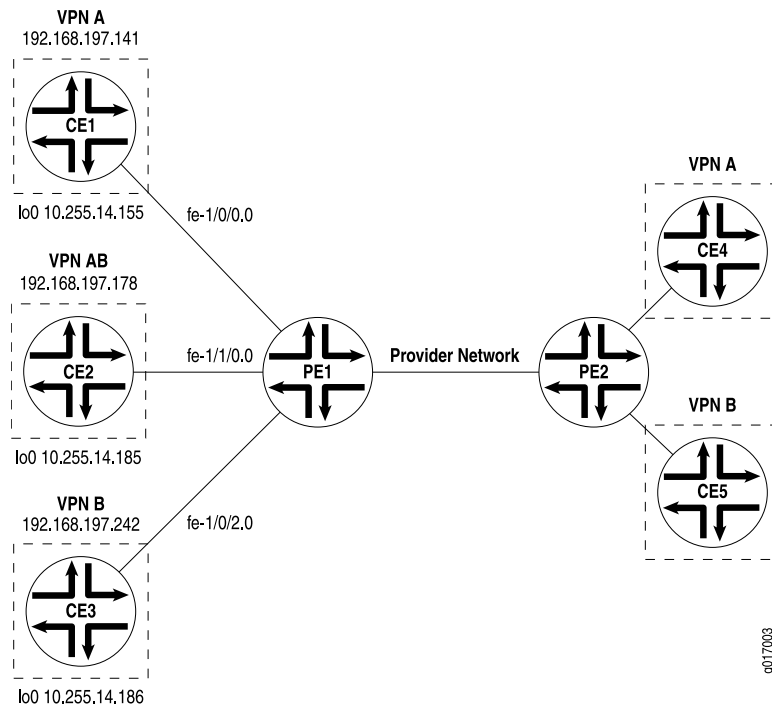 VPN A
192.168.197.141
CE1
lo0 10.255.14.155
fe-1/0/0.0
VPN AB
192.168.197.178
CE2
lo0 10.255.14.185
fe-1/1/0.0
VPN B
192.168.197.242
CE3
lo0 10.255.14.186
fe-1/0/2.0
PE1
Provider Network
PE2
VPN A
CE4
VPN B
CE5
g017003